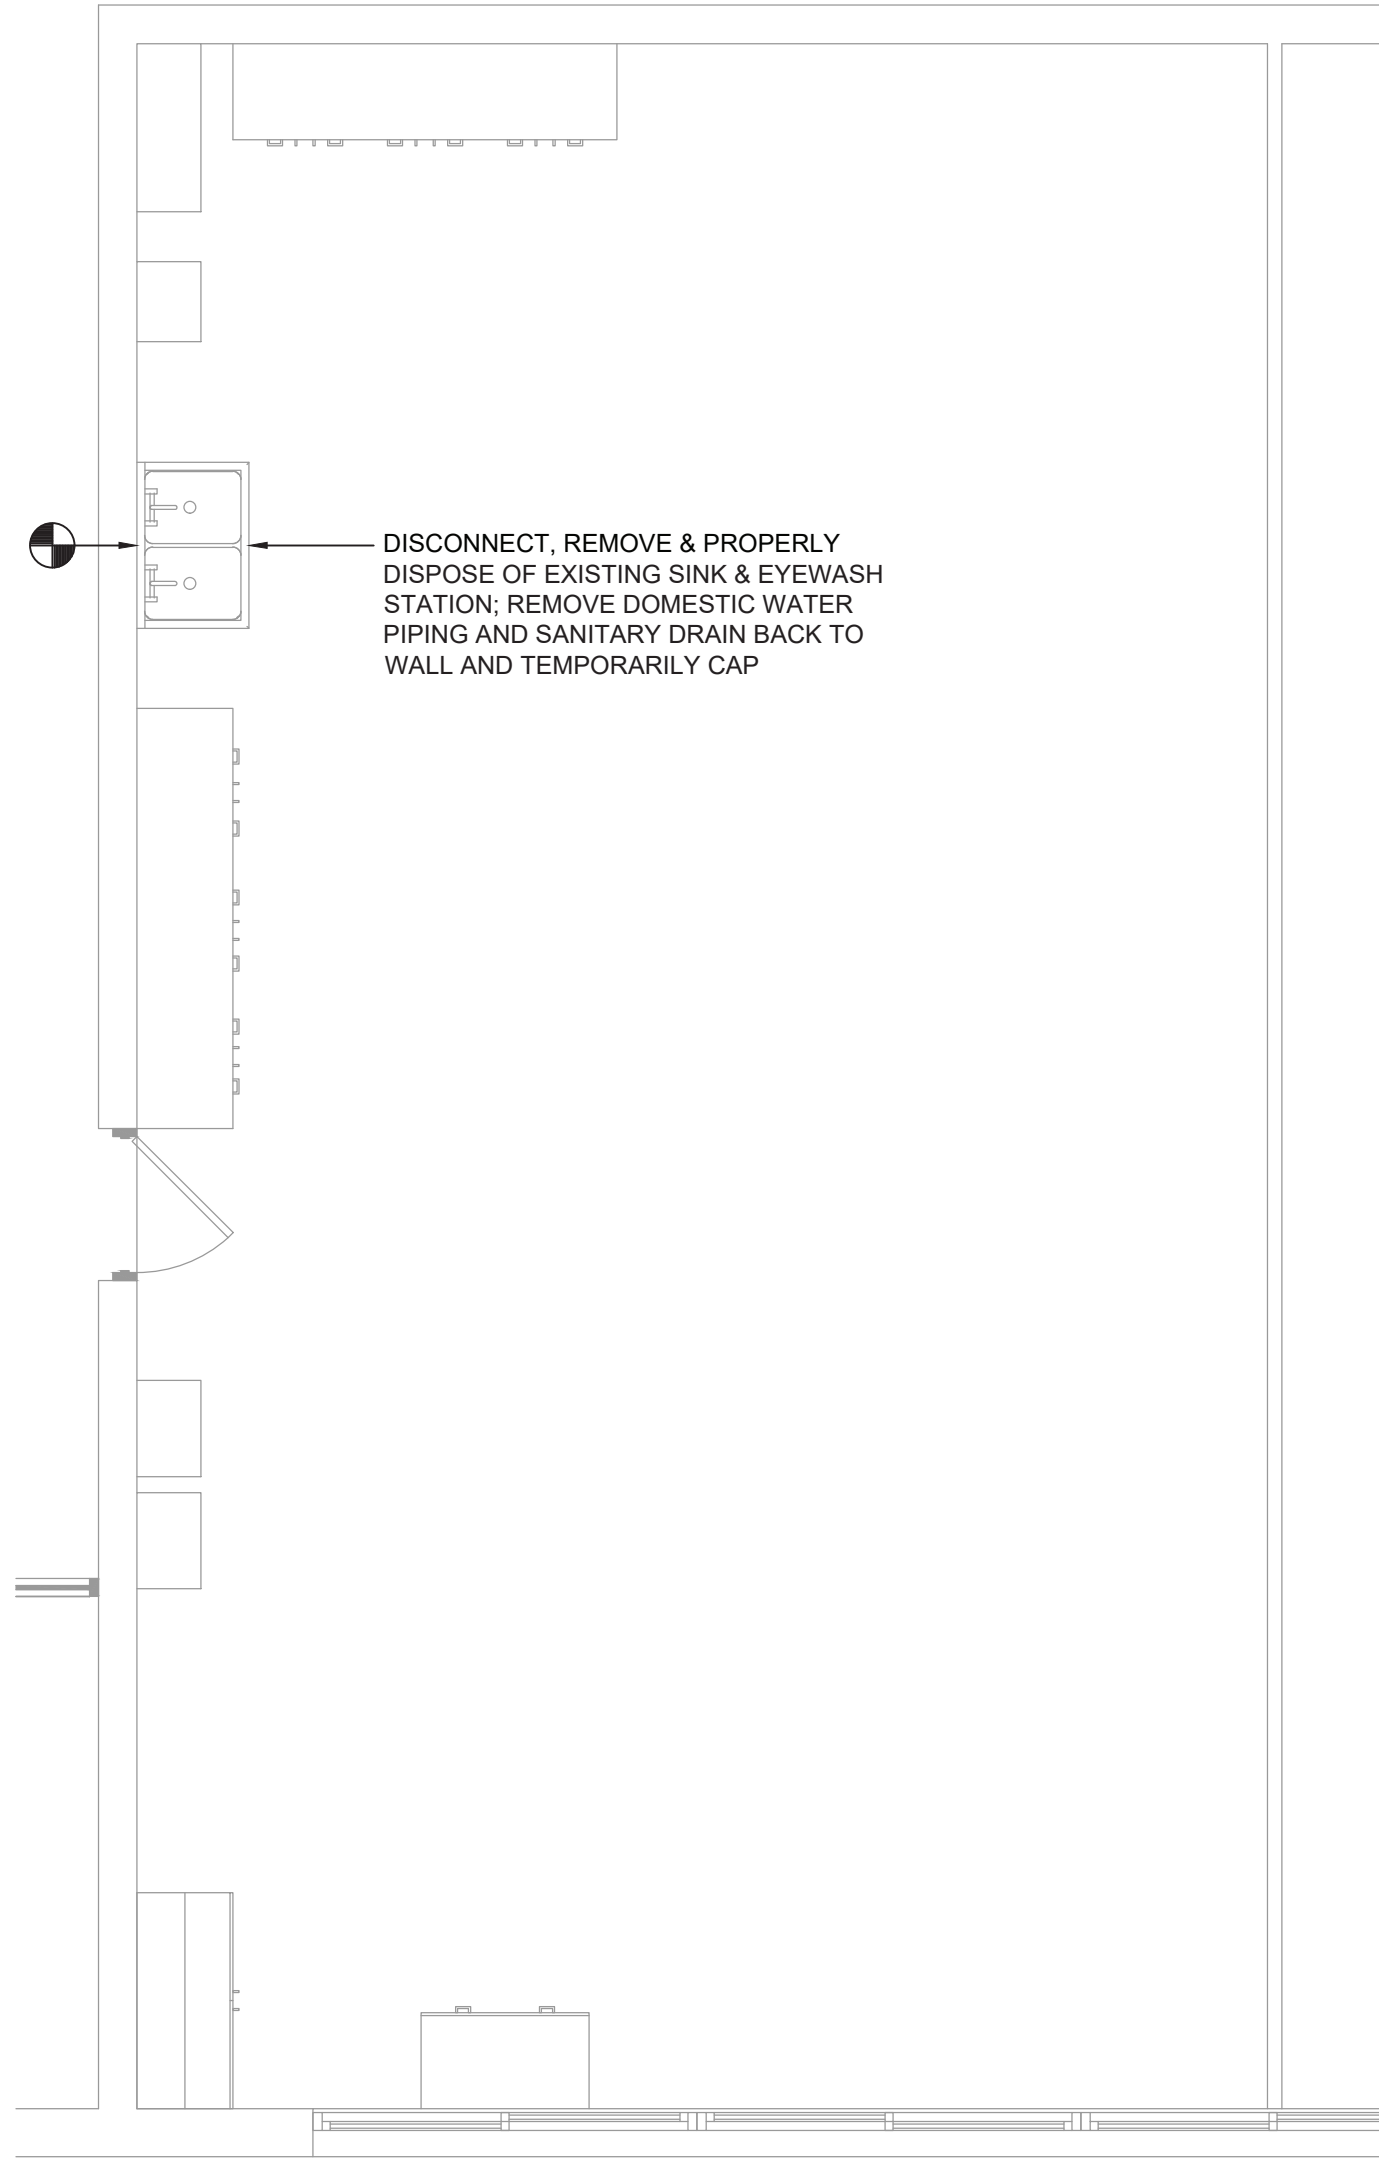 DISCONNECT, REMOVE & PROPERLY
DISPOSE OF EXISTING SINK & EYEWASH
STATION; REMOVE DOMESTIC WATER
PIPING AND SANITARY DRAIN BACK TO
WALL AND TEMPORARILY CAP